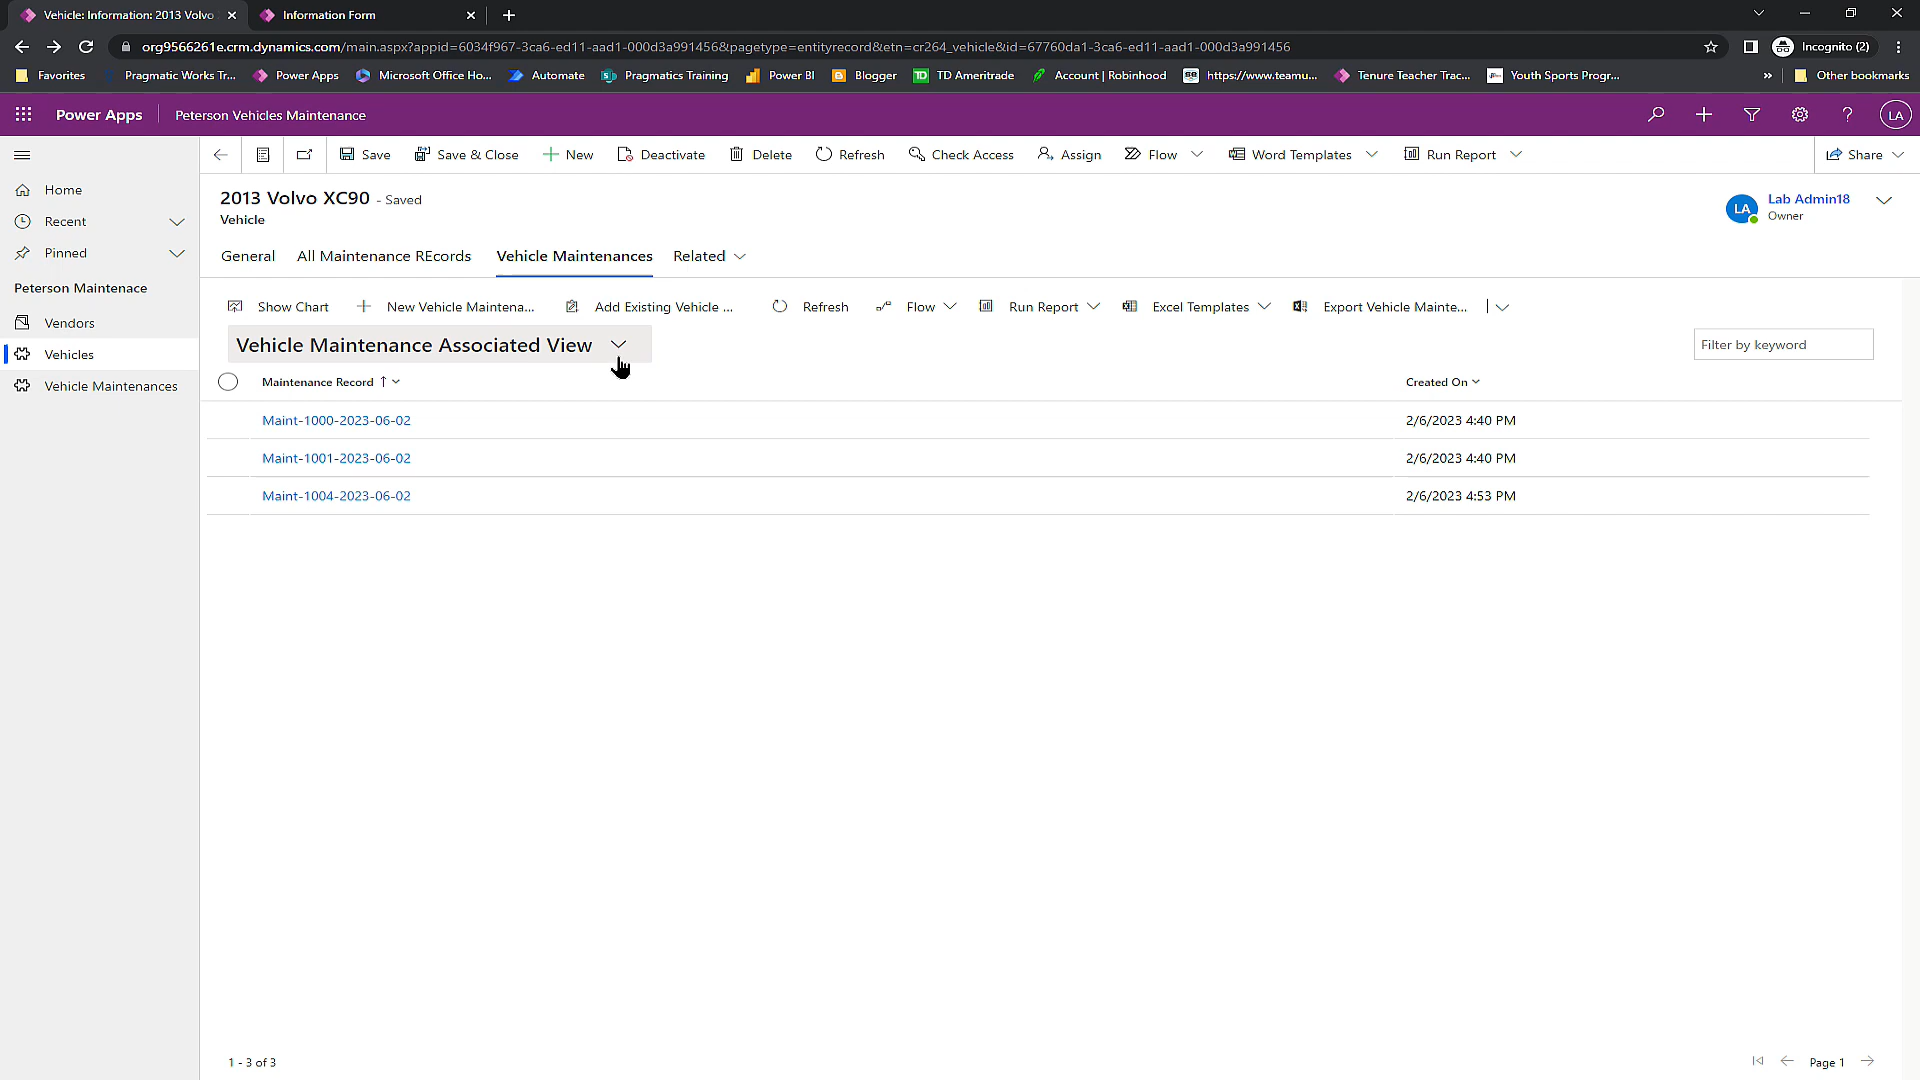 Vehicle: Information: 2013 Volvo
Information Form
org9566261e.crm.dynamics.com/main.aspx?appid=6034f967-3ca6-ed11-aad1-000d3a991456&pagetype=entityrecord&etn=cr264_vehicle&id=67760da1-3ca6-ed11-aad1-000d3a991456
Incognito (2)
Favorites Pragmatic Works Tr... Power Apps Microsoft Office Ho... Automate Pragmatics Training Power BI Blogger TD Ameritrade Account | Robinhood https://www.teamu... Tenure Teacher Trac... Youth Sports Progr... » Other bookmarks
Power Apps Peterson Vehicles Maintenance LA
Save Save & Close New Deactivate Delete Refresh Check Access Assign Flow Word Templates Run Report Share
Home
Recent
Pinned
Peterson Maintenace
Vendors
Vehicles
Vehicle Maintenances
2013 Volvo XC90 - Saved
Vehicle
LA Lab Admin18
Owner
General All Maintenance REcords Vehicle Maintenances Related
Show Chart New Vehicle Maintena... Add Existing Vehicle ... Refresh Flow Run Report Excel Templates Export Vehicle Mainte...
Vehicle Maintenance Associated View
Filter by keyword
Maintenance Record ↑ Created On
Maint-1000-2023-06-02 2/6/2023 4:40 PM
Maint-1001-2023-06-02 2/6/2023 4:40 PM
Maint-1004-2023-06-02 2/6/2023 4:53 PM
1 - 3 of 3
Page 1